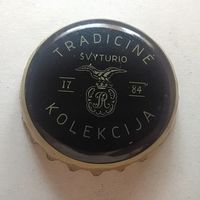 TRADICINĖ
ŠVYTURIO
17 84
KOLEKCIJA